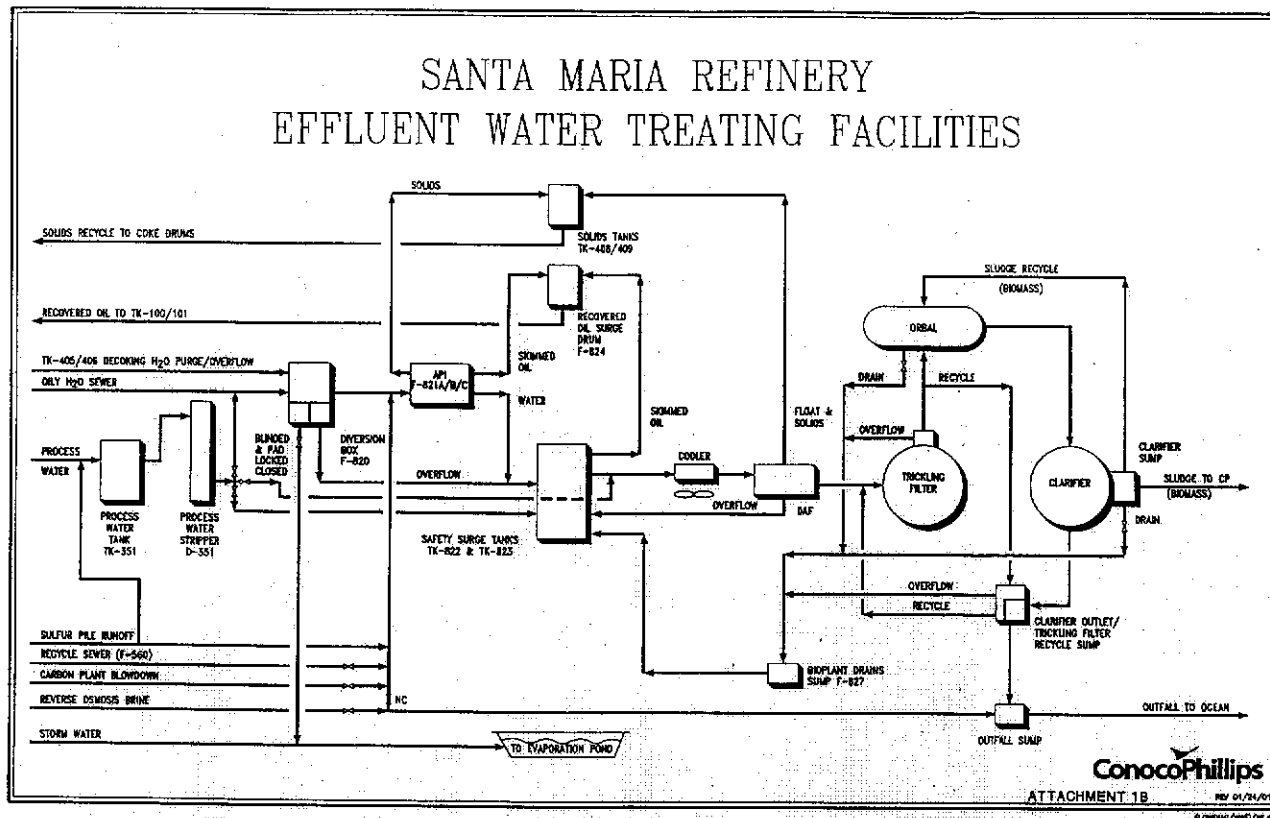 SANTA MARIA REFINERY
EFFLUENT WATER TREATING FACILITIES
SOLIDS
SOLIDS RECYCLE TO COKE DRUMS
SOLIDS TANKS
TK-408/409
RECOVERED OIL TO TK-100/101
RECOVERED
OIL SURGE
DRUM
F-824
SLUDGE RECYCLE
(BIOMASS)
ORBAL
TK-405/406 DECOKING H2O PURGE/OVERFLOW
OILY H2O SEWER
API
F-821A/B/C
SKIMMED
OIL
WATER
DRAIN
RECYCLE
PROCESS
WATER
BLINDED
& PAD
LOCKED
CLOSED
DIVERSION
BOX
F-820
SKIMMED
OIL
FLOAT &
SOLIDS
OVERFLOW
TRICKLING
FILTER
CLARIFIER
CLARIFIER
SUMP
SLUDGE TO CP
(BIOMASS)
DRAIN
OVERFLOW
COOLER
OVERFLOW
DAF
PROCESS
WATER
TANK
TK-351
PROCESS
WATER
STRIPPER
D-351
SAFETY SURGE TANKS
TK-822 & TK-823
OVERFLOW
RECYCLE
CLARIFIER OUTLET/
TRICKLING FILTER
RECYCLE SUMP
SULFUR PILE RUNOFF
RECYCLE SEWER (F-560)
CARBON PLANT BLOWDOWN
REVERSE OSMOSIS BRINE
NC
BIOPLANT DRAINS
SUMP F-827
STORM WATER
TO EVAPORATION POND
OUTFALL TO OCEAN
OUTFALL SUMP
ConocoPhillips
ATTACHMENT 1B